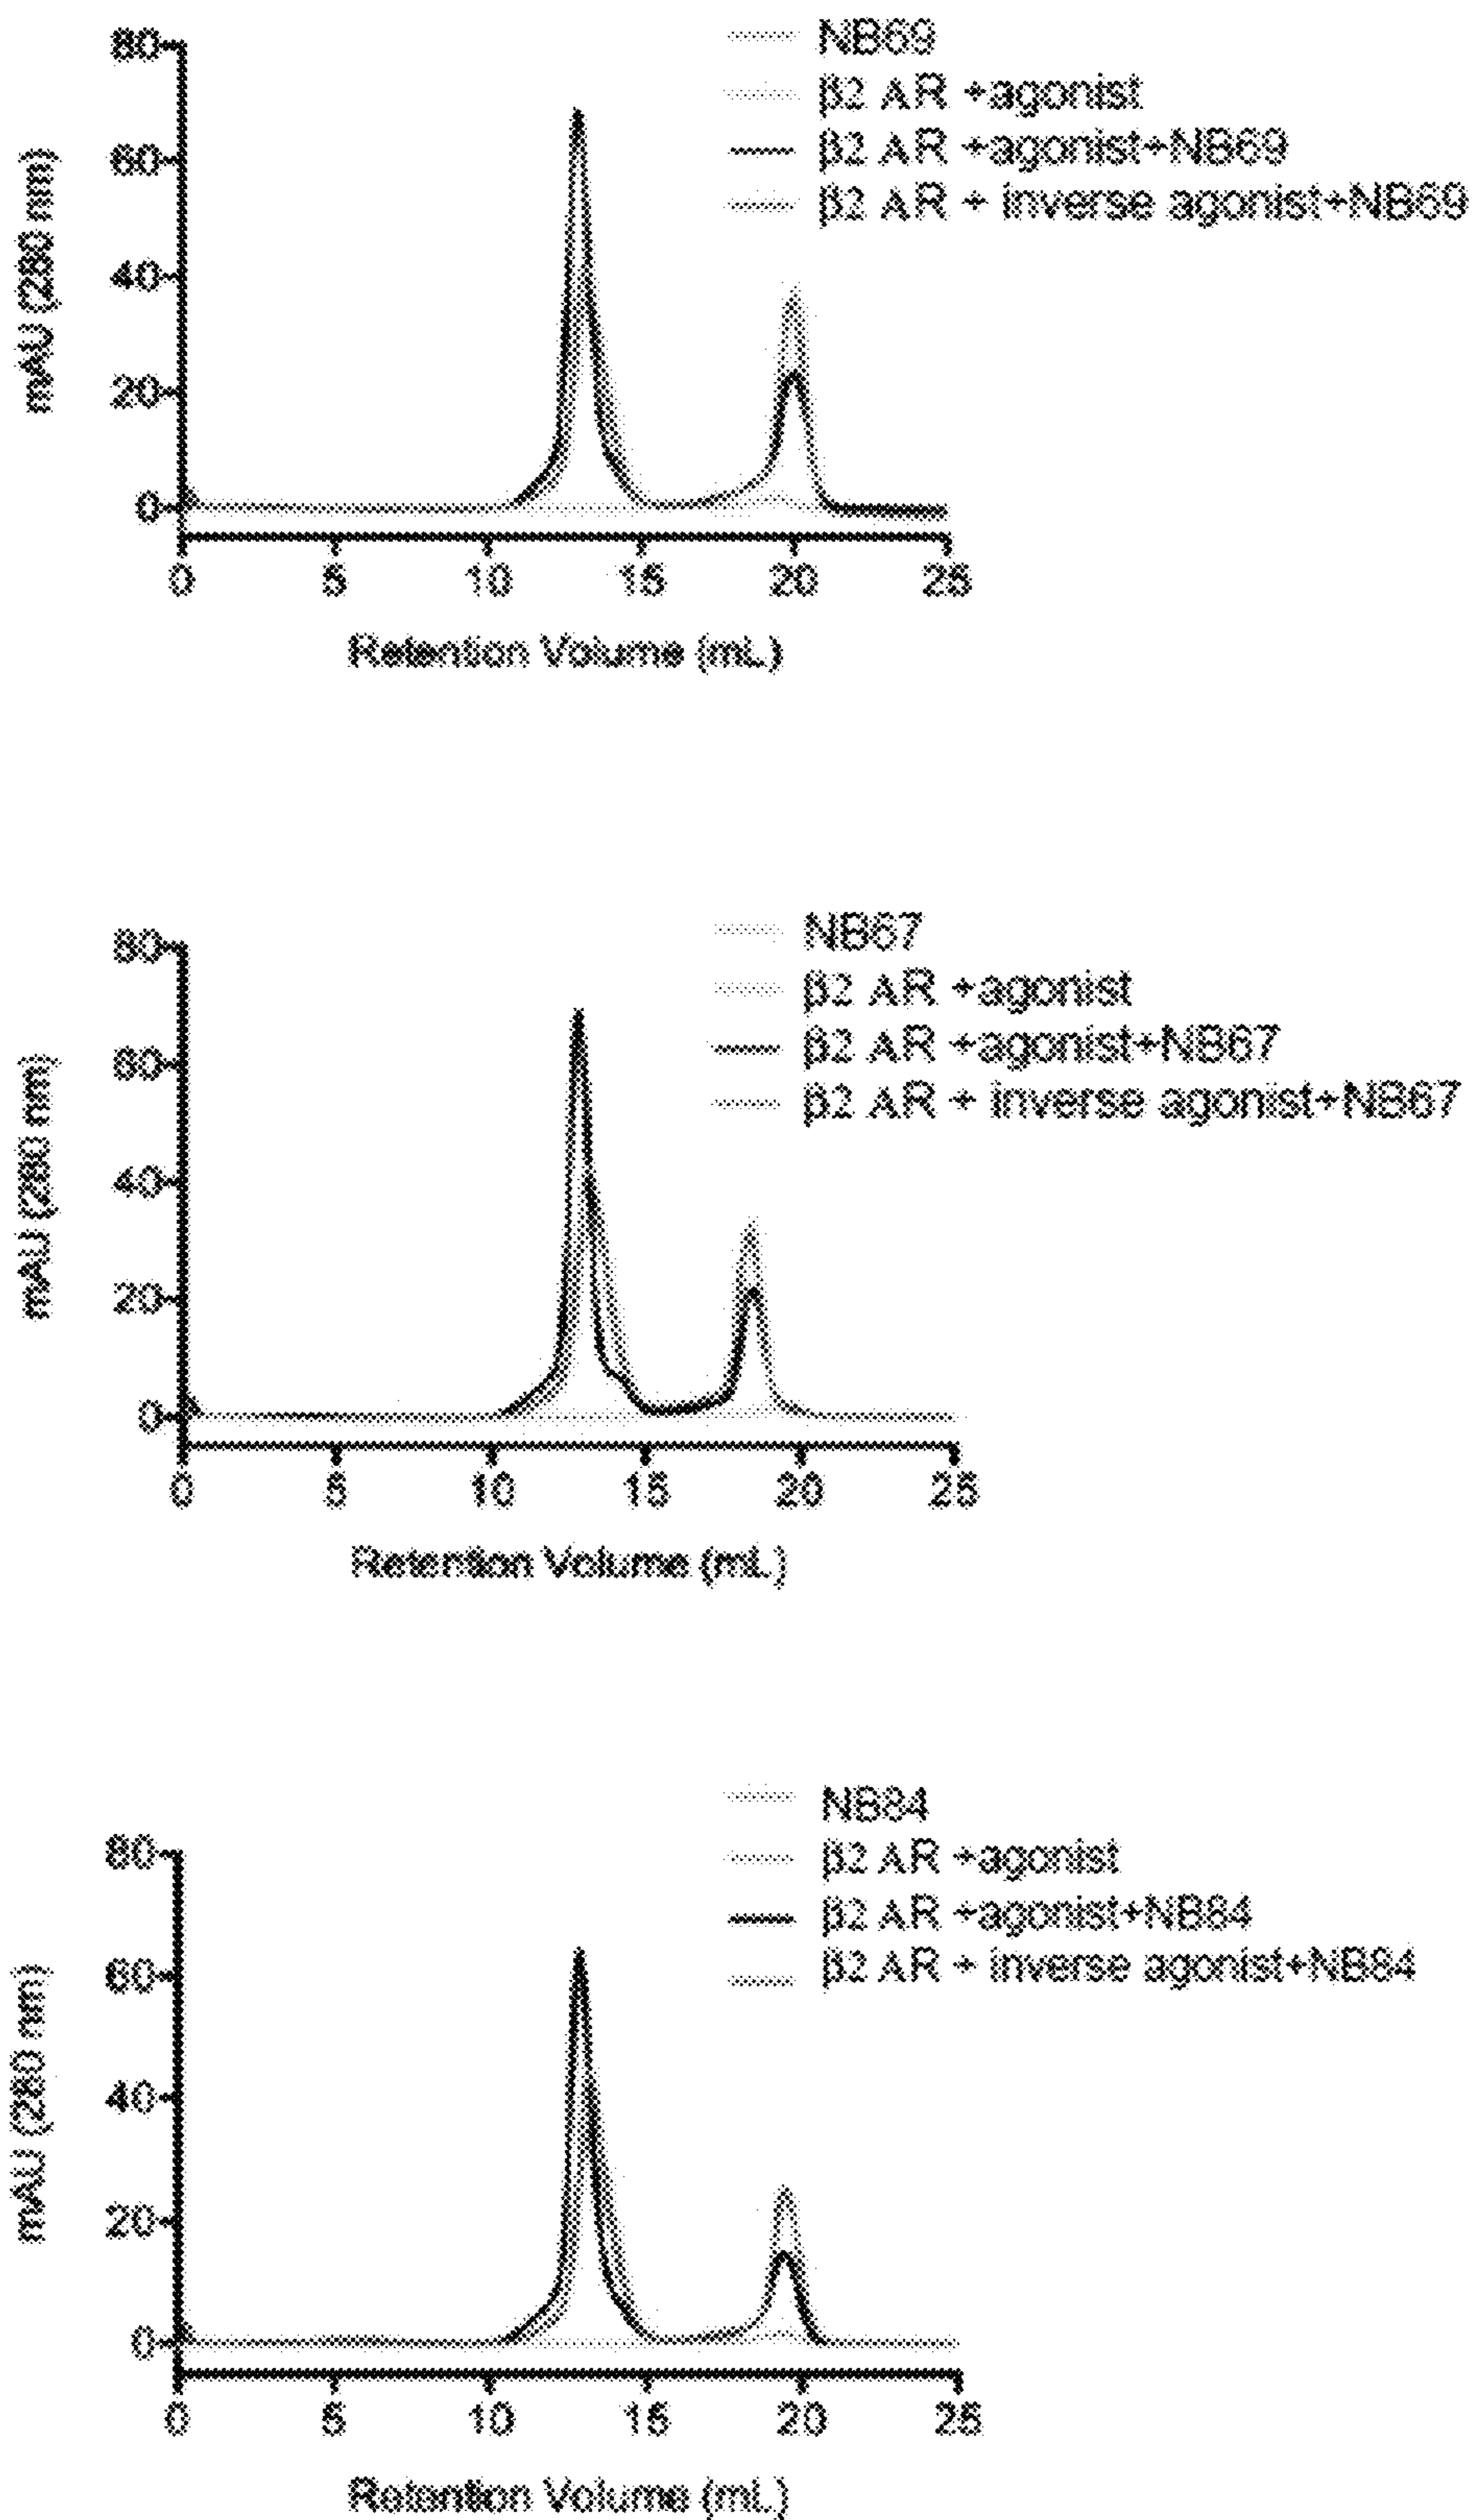 NB69
β2 AR +agonist
β2 AR +agonist+NB69
β2 AR + inverse agonist+NB69
80
60
40
20
0
mAU (280 nm)
0 5 10 15 20 25
Retention Volume (mL)
NB67
β2 AR +agonist
β2 AR +agonist+NB67
β2 AR + inverse agonist+NB67
80
60
40
20
0
mAU (280 nm)
0 5 10 15 20 25
Retention Volume (mL)
NB84
β2 AR +agonist
β2 AR +agonist+NB84
β2 AR + inverse agonist+NB84
80
60
40
20
0
mAU (280 nm)
0 5 10 15 20 25
Retention Volume (mL)